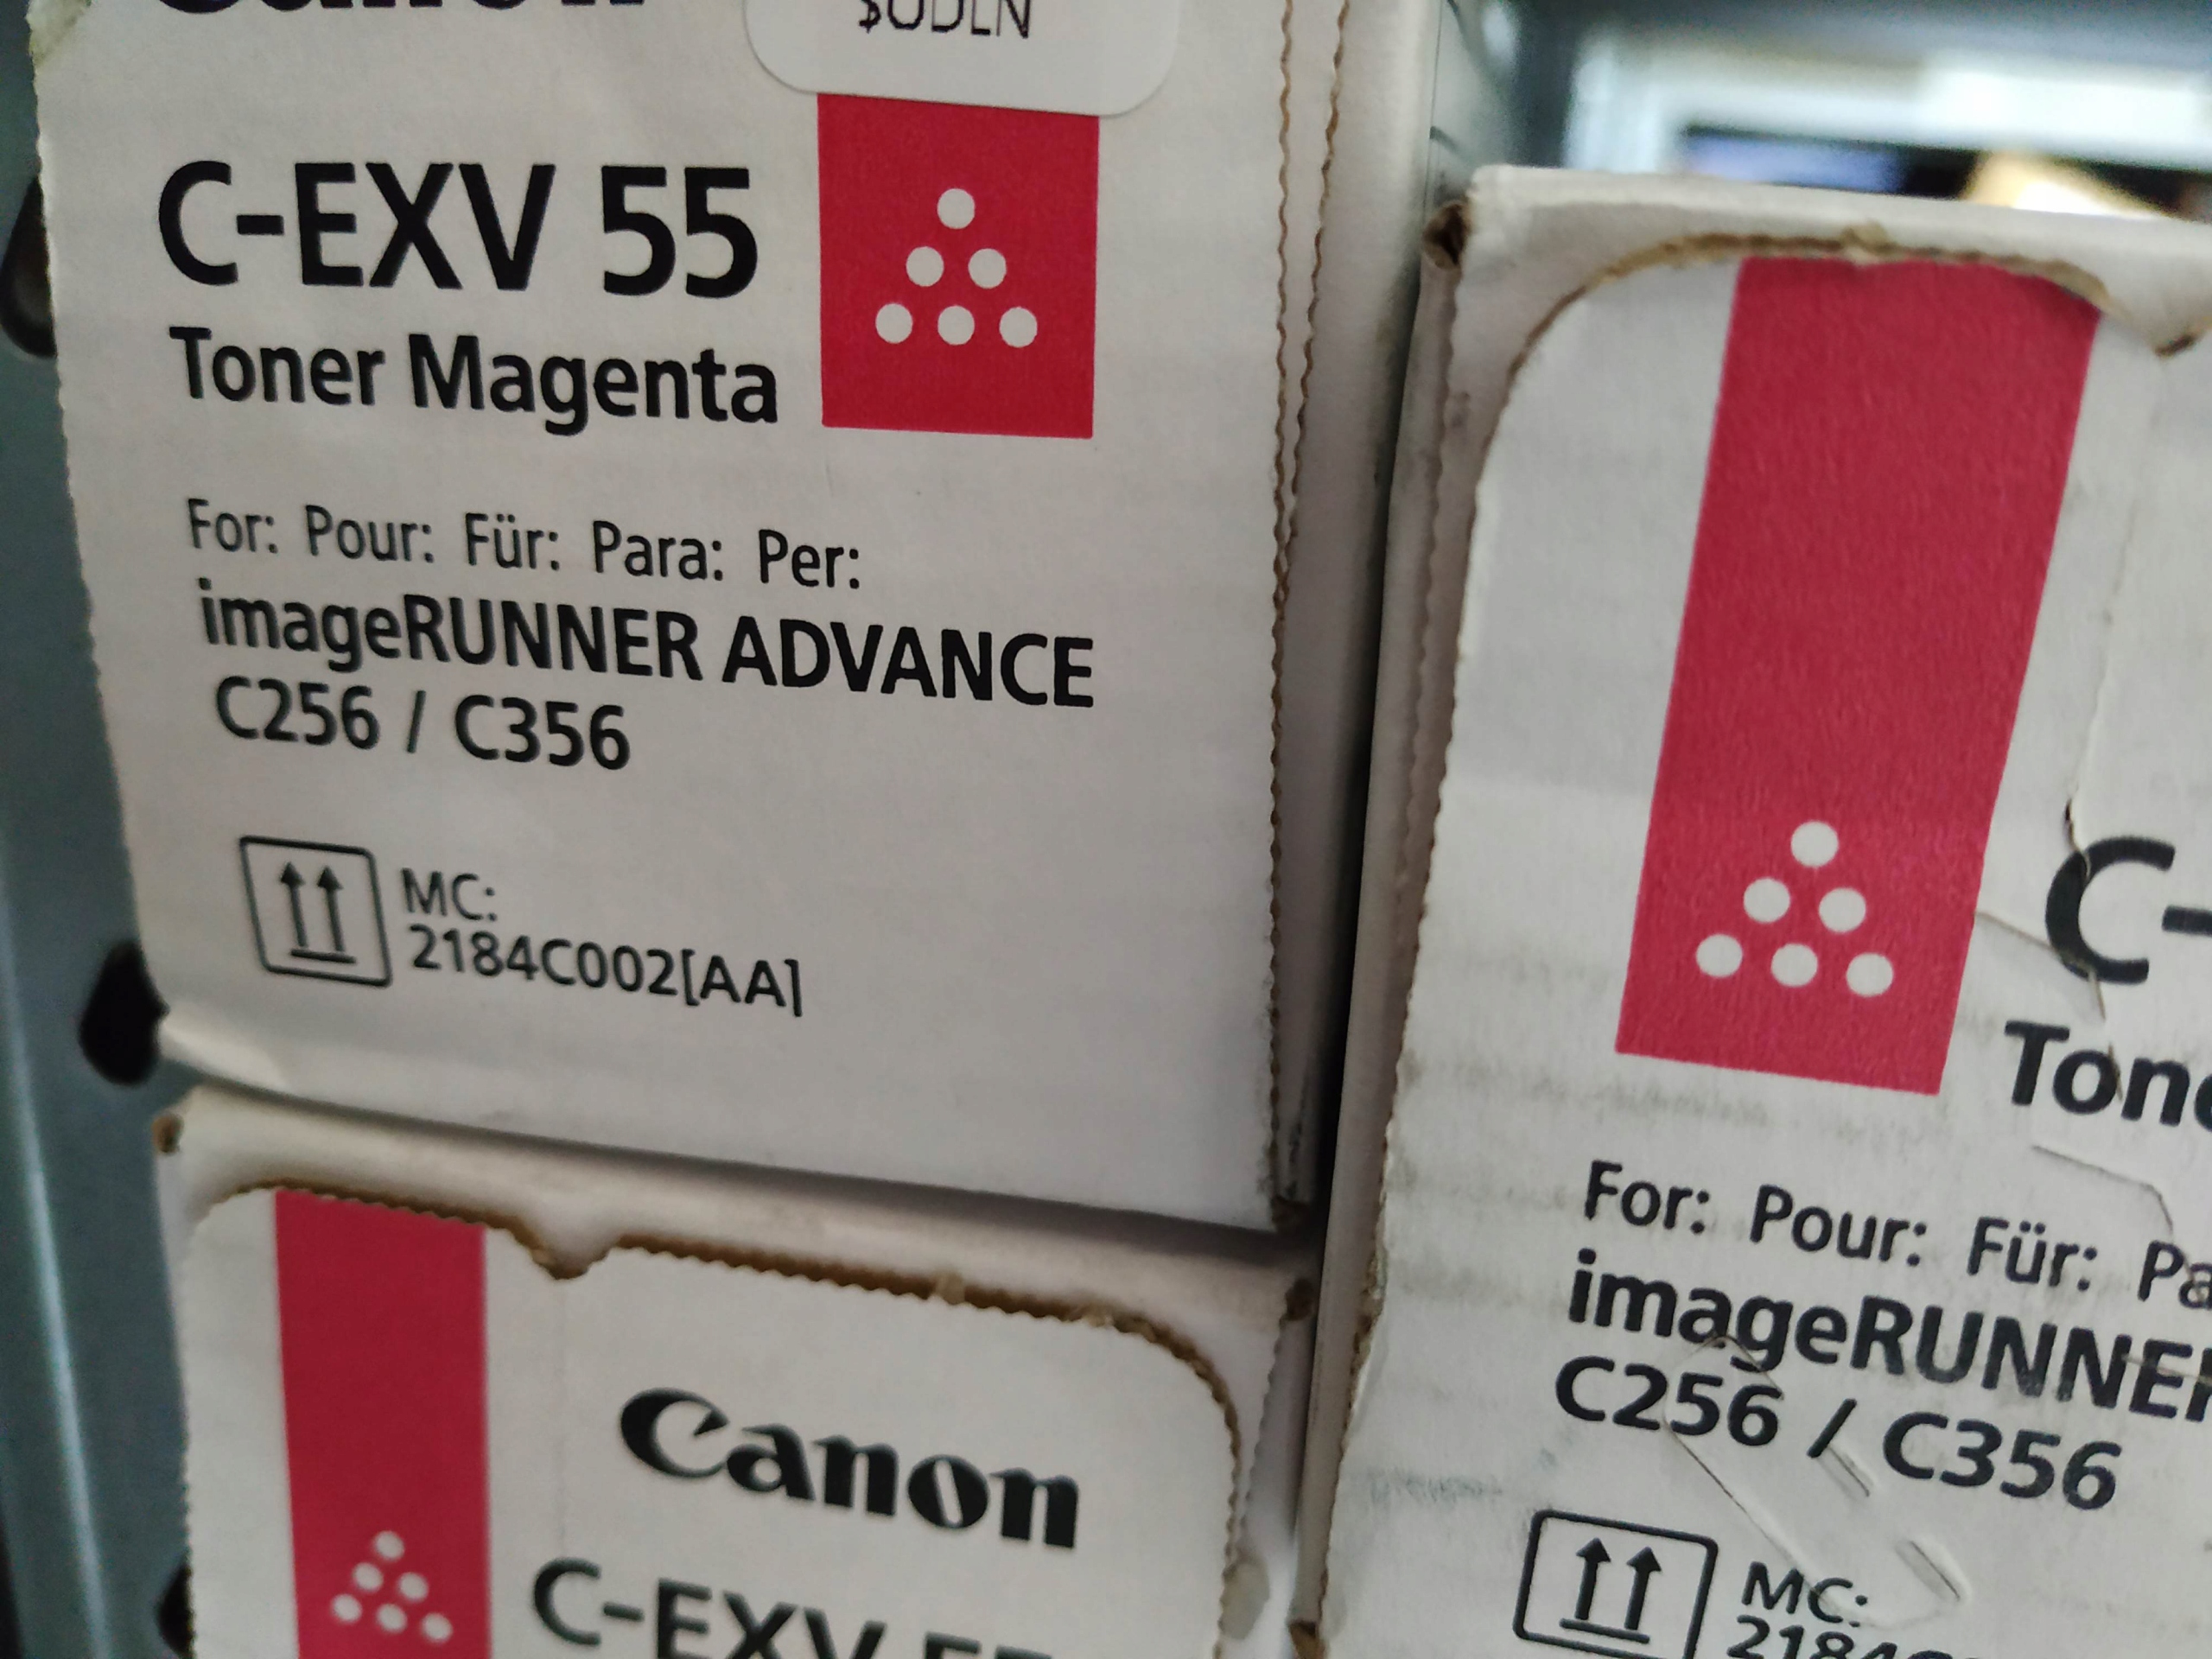 C-EXV 55
Toner Magenta
For: Pour: Für: Para: Per:
imageRUNNER ADVANCE
C256 / C356
MC:
2184C002[AA]
Canon
C-EXV
C-
For: Pour: Für:
C256 / C356
MC: